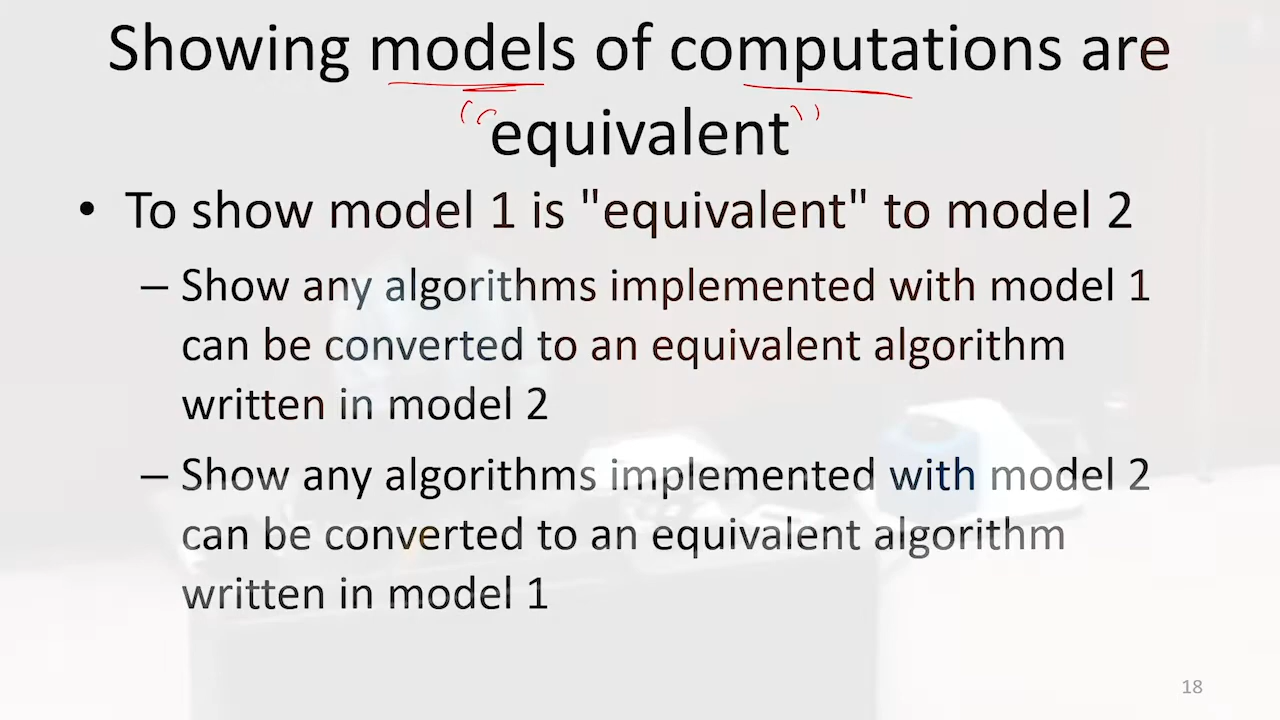 Showing models of computations are
equivalent
• To show model 1 is "equivalent" to model 2
– Show any algorithms implemented with model 1
can be converted to an equivalent algorithm
written in model 2
– Show any algorithms implemented with model 2
can be converted to an equivalent algorithm
written in model 1
18